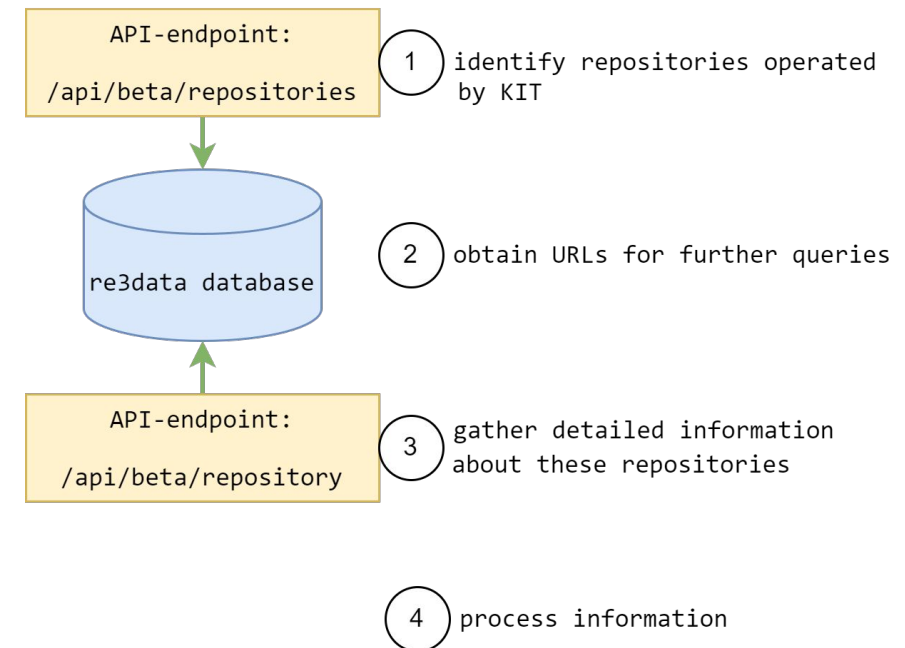 API-endpoint:
/api/beta/repositories
1
identify repositories operated
by KIT
re3data database
2
obtain URLs for further queries
API-endpoint:
/api/beta/repository
3
gather detailed information
about these repositories
4
process information